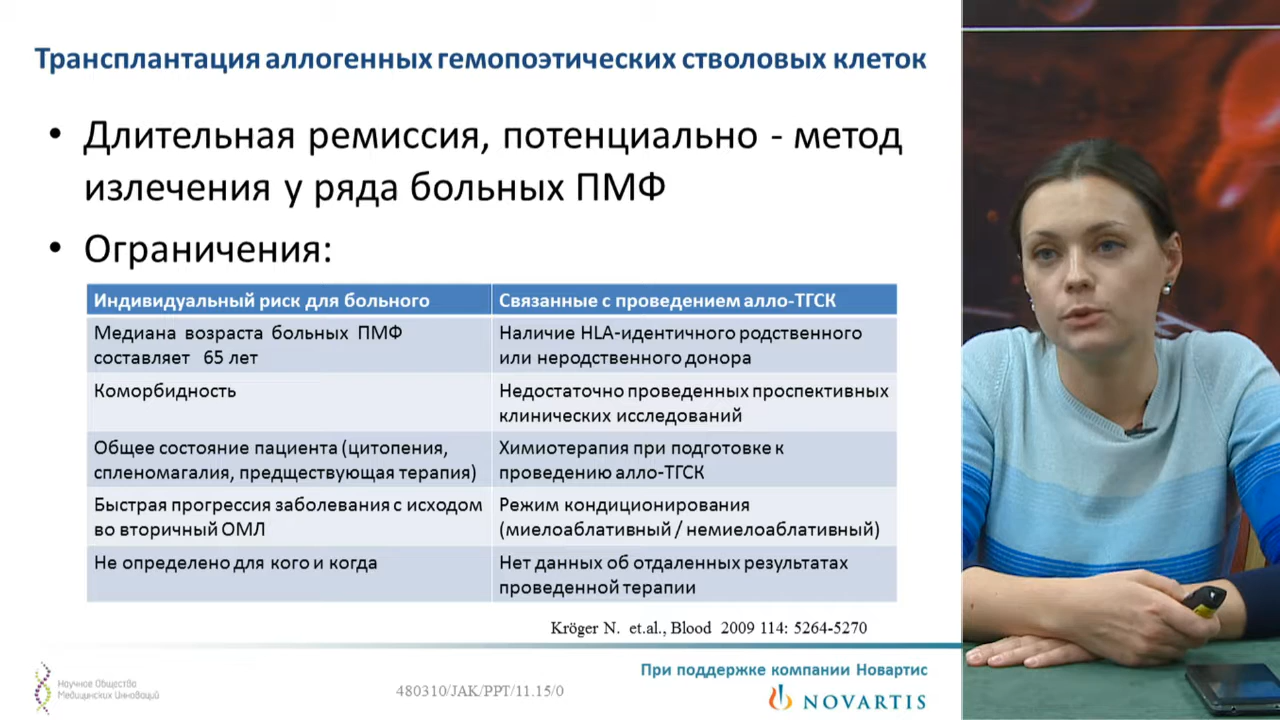 Трансплантация аллогенных гемопоэтических стволовых клеток
• Длительная ремиссия, потенциально - метод
излечения у ряда больных ПМФ
• Ограничения:
Индивидуальный риск для больного
Связанные с проведением алло-ТГСК
Медиана возраста больных ПМФ
составляет 65 лет
Наличие HLA-идентичного родственного
или неродственного донора
Коморбидность
Недостаточно проведенных проспективных
клинических исследований
Общее состояние пациента (цитопения,
спленомагалия, предществующая терапия)
Химиотерапия при подготовке к
проведению алло-ТГСК
Быстрая прогрессия заболевания с исходом
во вторичный ОМЛ
Режим кондиционирования
(миелоаблативный / немиелоаблативный)
Не определено для кого и когда
Нет данных об отдаленных результатах
проведенной терапии
Kröger N. et.al., Blood 2009 114: 5264-5270
Научное Общество
Медицинских Инноваций
480310/JAK/PPT/11.15/0
При поддержке компании Новартис
NOVARTIS